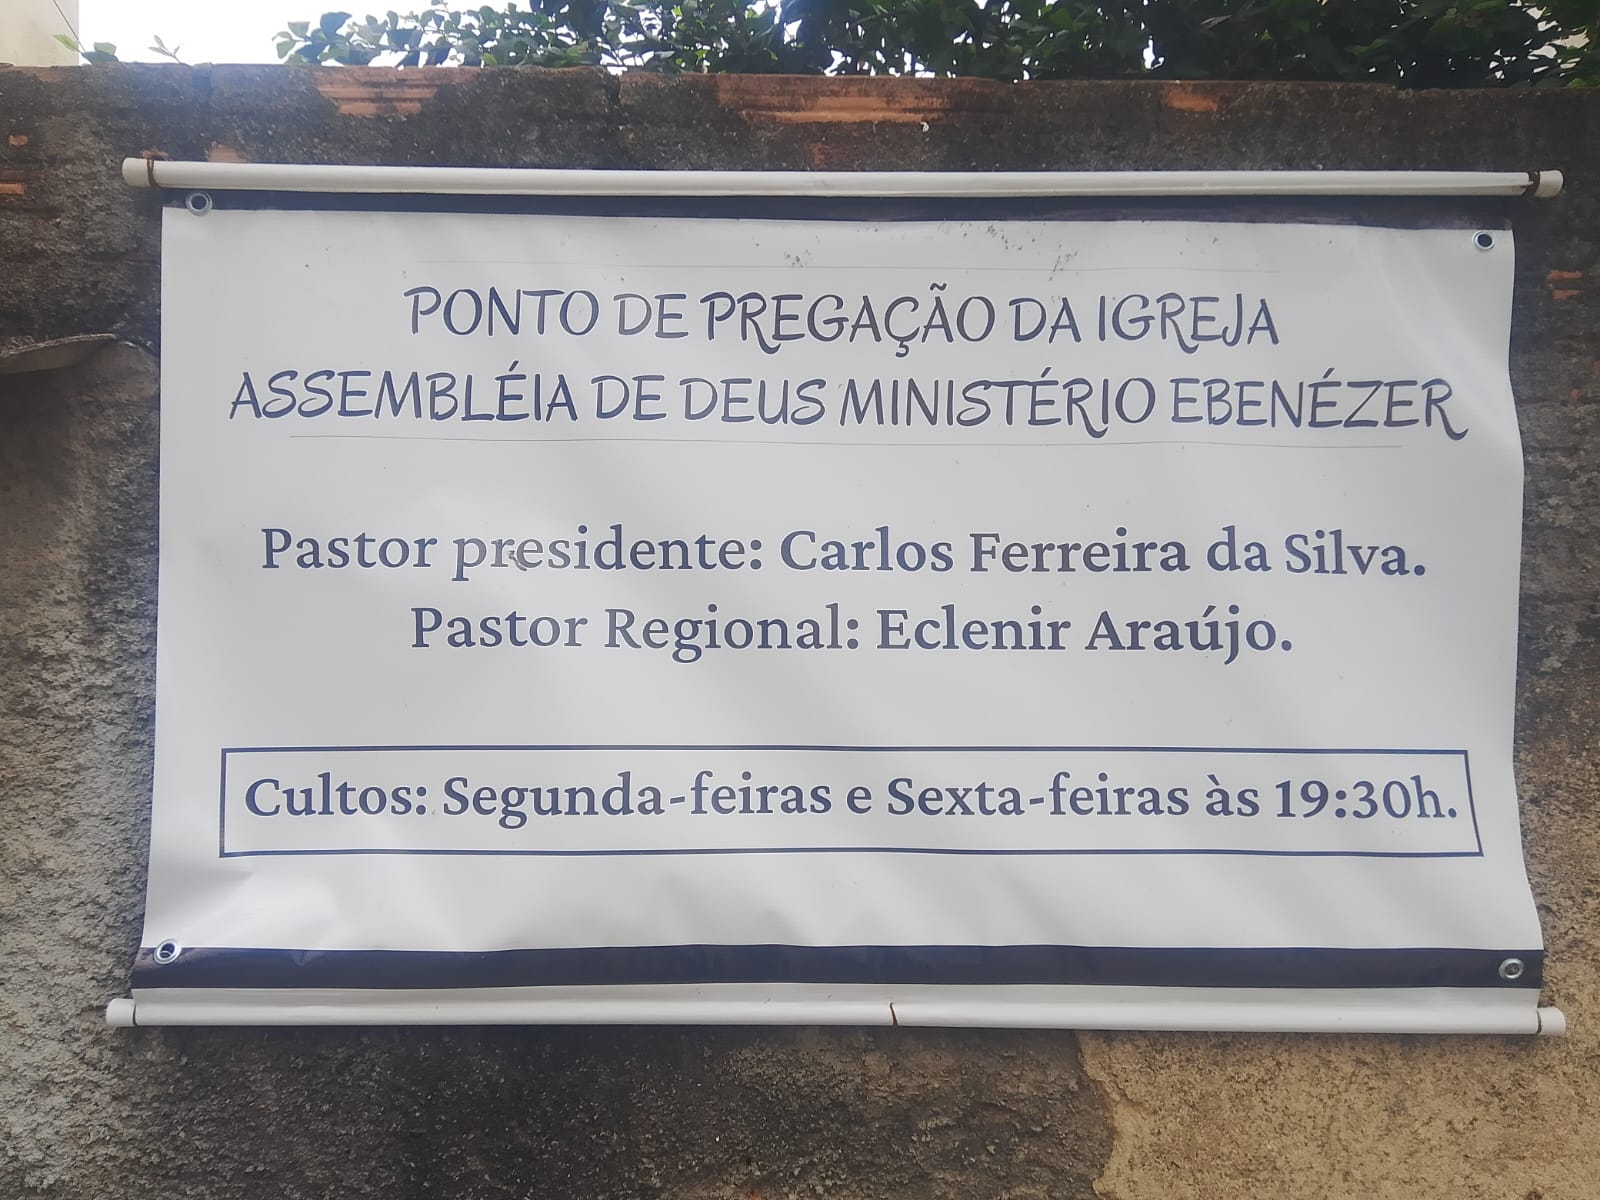 PONTO DE PREGAÇÃO DA IGREJA
ASSEMBLÉIA DE DEUS MINISTÉRIO EBENÉZER
Pastor presidente: Carlos Ferreira da Silva.
Pastor Regional: Eclenir Araújo.
Cultos: Segunda-feiras e Sexta-feiras às 19:30h.